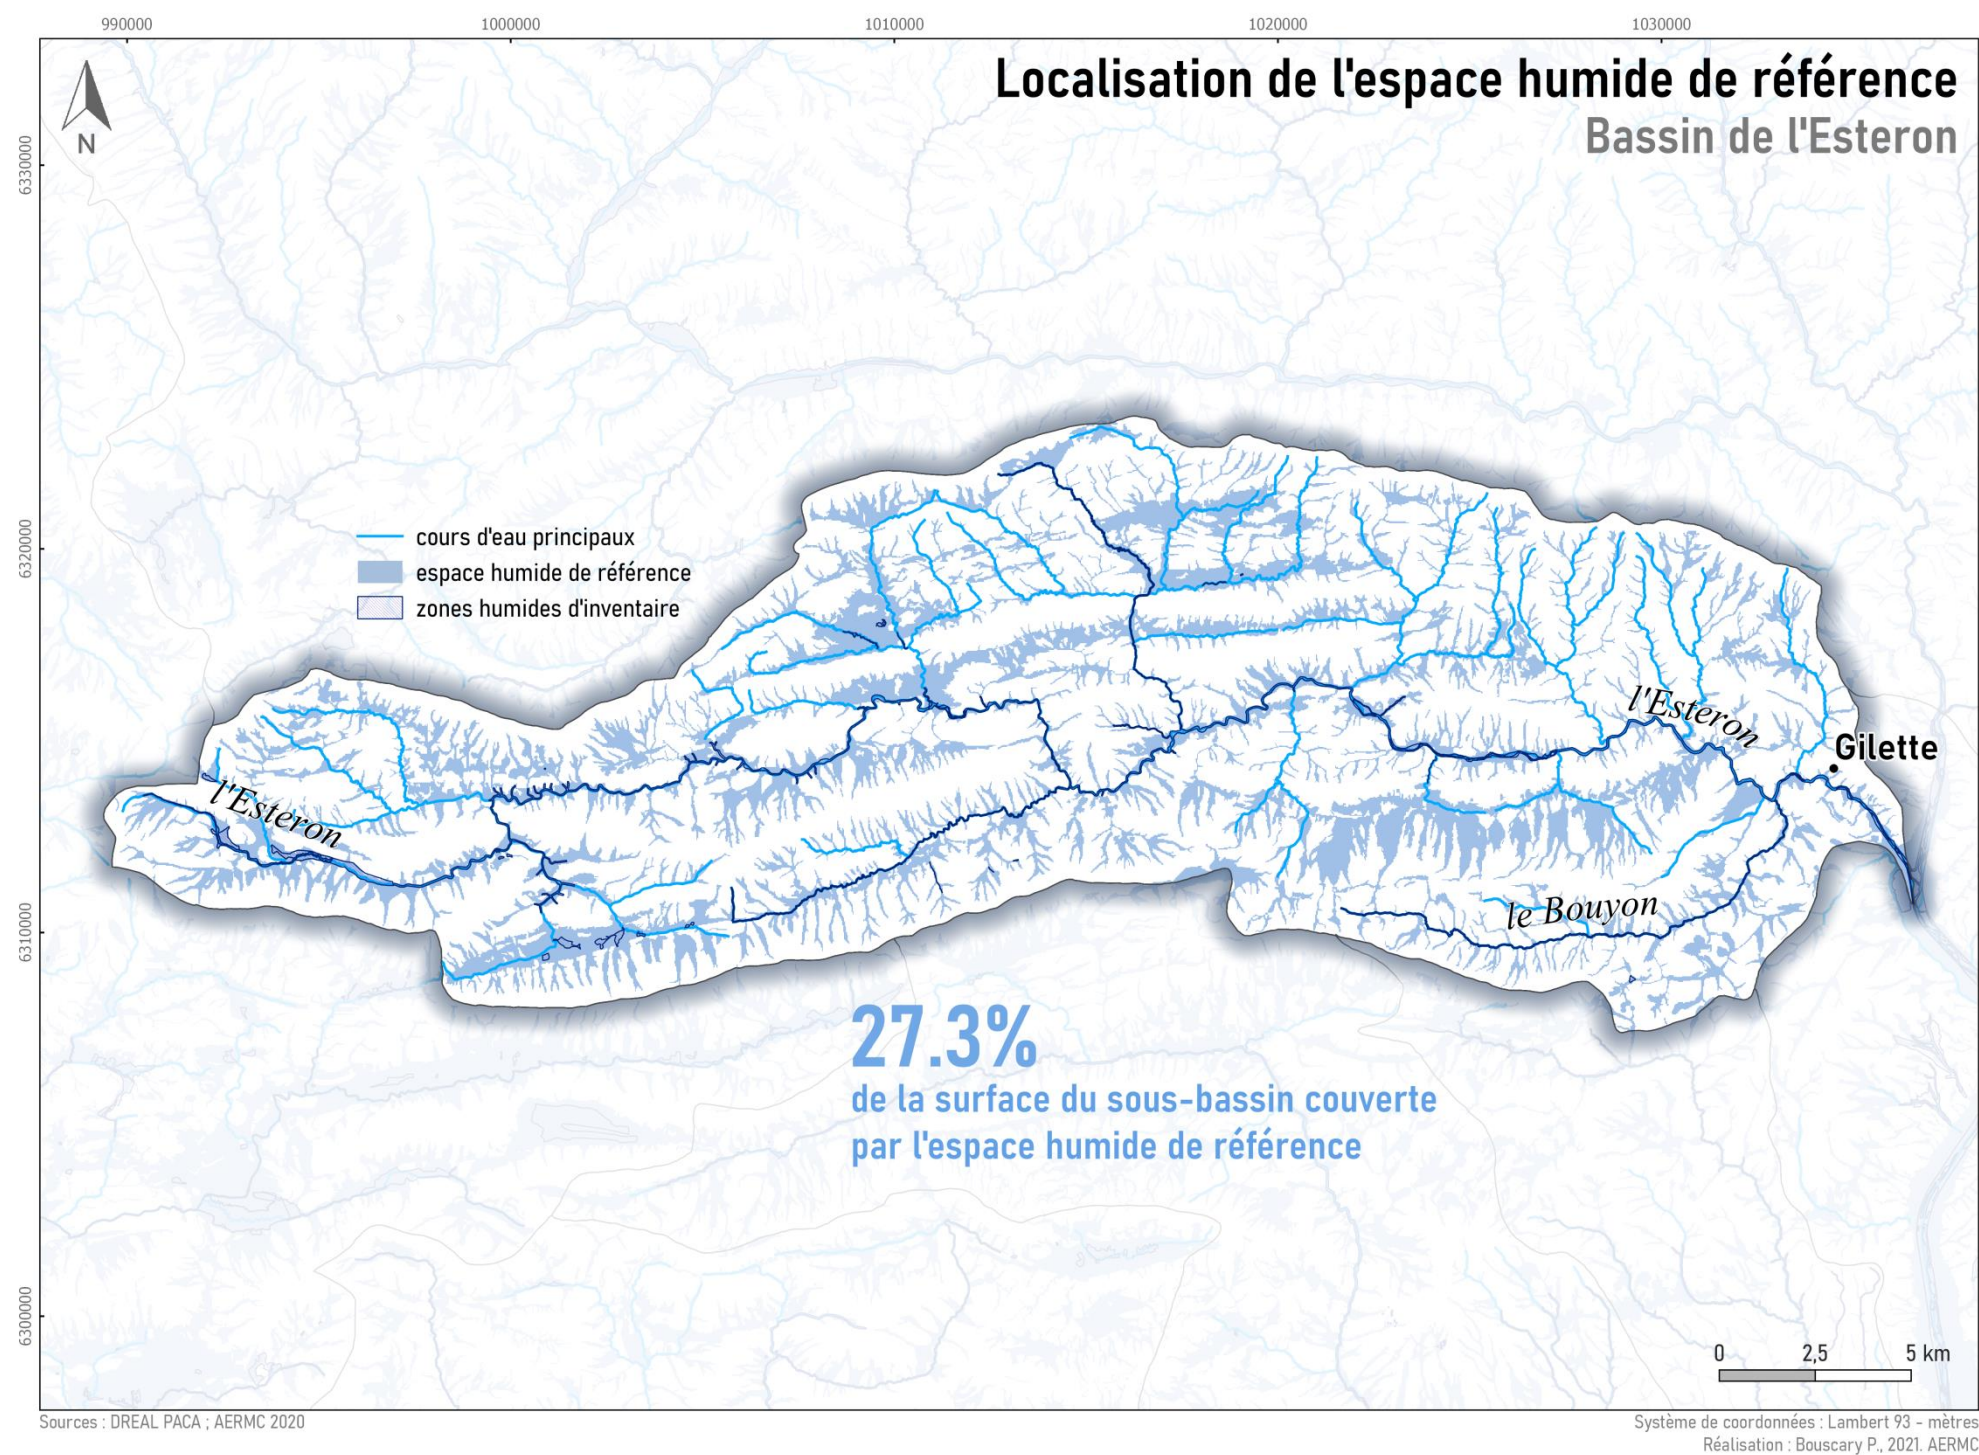 990000
1000000
1010000
1020000
1030000
Localisation de l'espace humide de référence
Bassin de l'Esteron
N
6330000
6320000
6310000
6300000
cours d'eau principaux
espace humide de référence
zones humides d'inventaire
l'Esteron
l'Esteron
Gilette
le Bouyon
27.3%
de la surface du sous-bassin couverte
par l'espace humide de référence
0 2,5 5 km
Sources : DREAL PACA ; AERMC 2020
Système de coordonnées : Lambert 93 - mètres
Réalisation : Bouscary P., 2021. AERMC